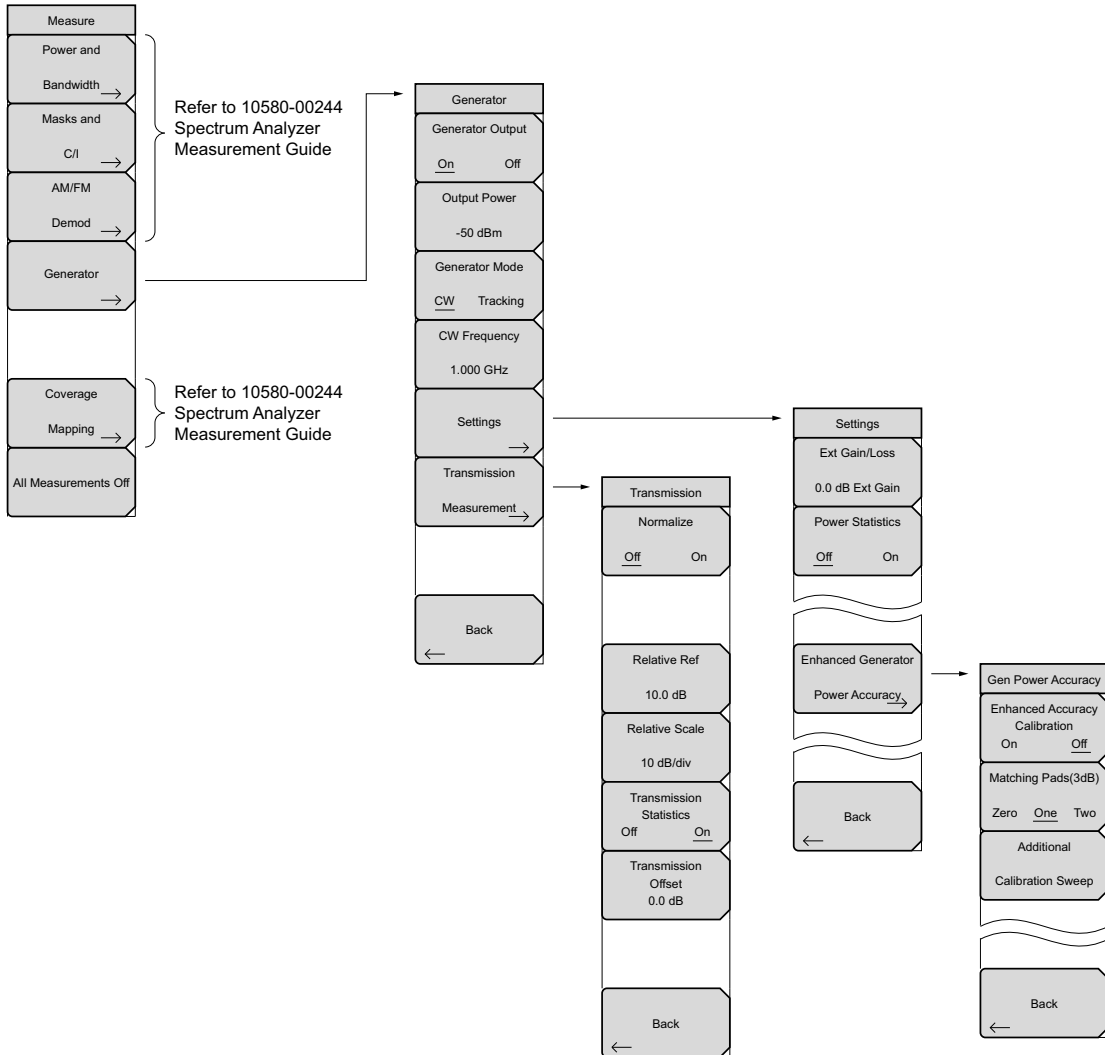 Measure
Power and
Bandwidth
Masks and
C/I
AM/FM
Demod
Generator
Coverage
Mapping
All Measurements Off
Refer to 10580-00244
Spectrum Analyzer
Measurement Guide
Refer to 10580-00244
Spectrum Analyzer
Measurement Guide
Generator
Generator Output
On Off
Output Power
-50 dBm
Generator Mode
CW Tracking
CW Frequency
1.000 GHz
Settings
Transmission
Measurement
Back
Transmission
Normalize
Off On
Relative Ref
10.0 dB
Relative Scale
10 dB/div
Transmission
Statistics
Off On
Transmission
Offset
0.0 dB
Back
Settings
Ext Gain/Loss
0.0 dB Ext Gain
Power Statistics
Off On
Enhanced Generator
Power Accuracy
Back
Gen Power Accuracy
Enhanced Accuracy
Calibration
On Off
Matching Pads(3dB)
Zero One Two
Additional
Calibration Sweep
Back